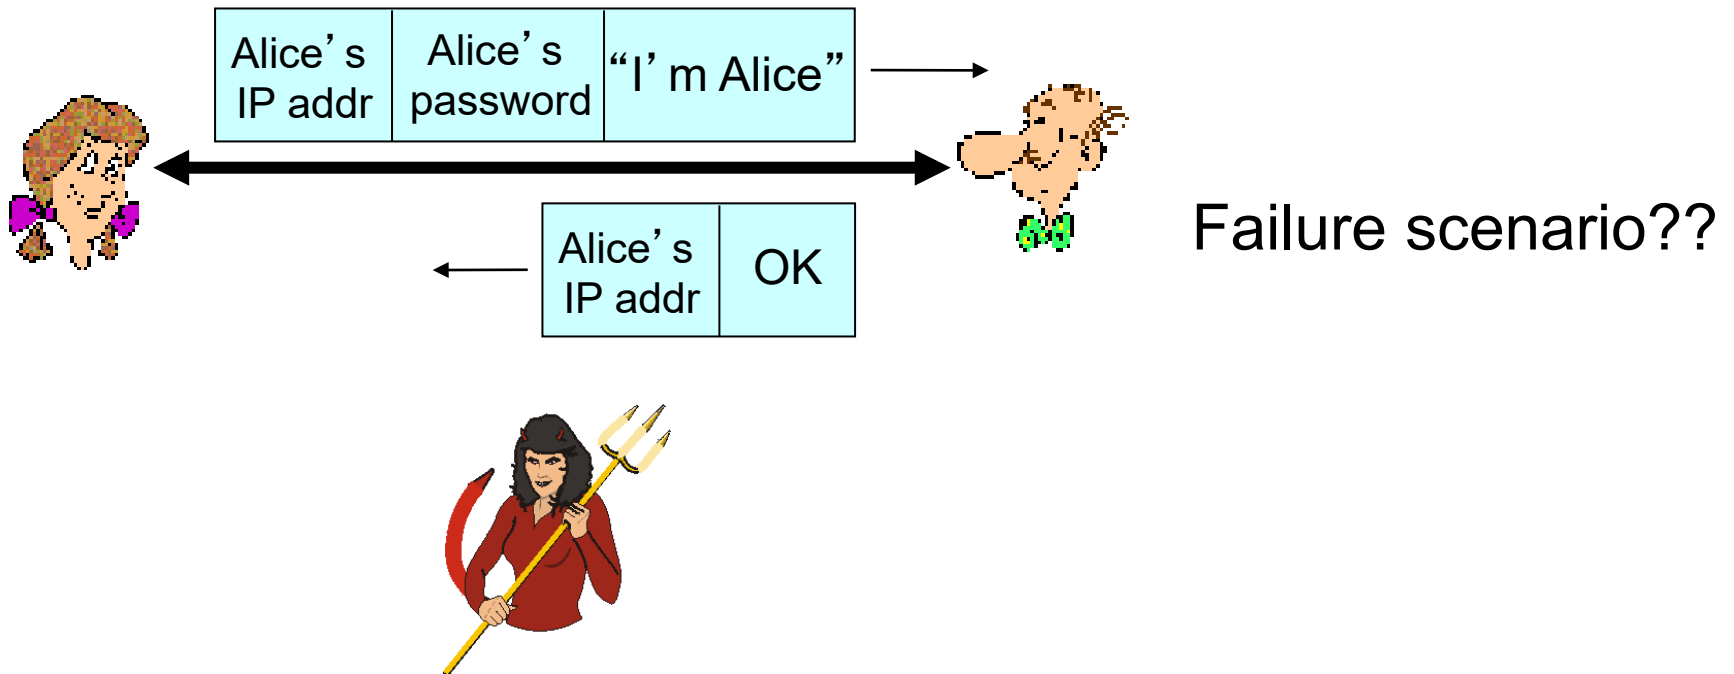 Alice’s
IP addr
Alice’s
password
“I’m Alice”
Alice’s
IP addr
OK
Failure scenario??